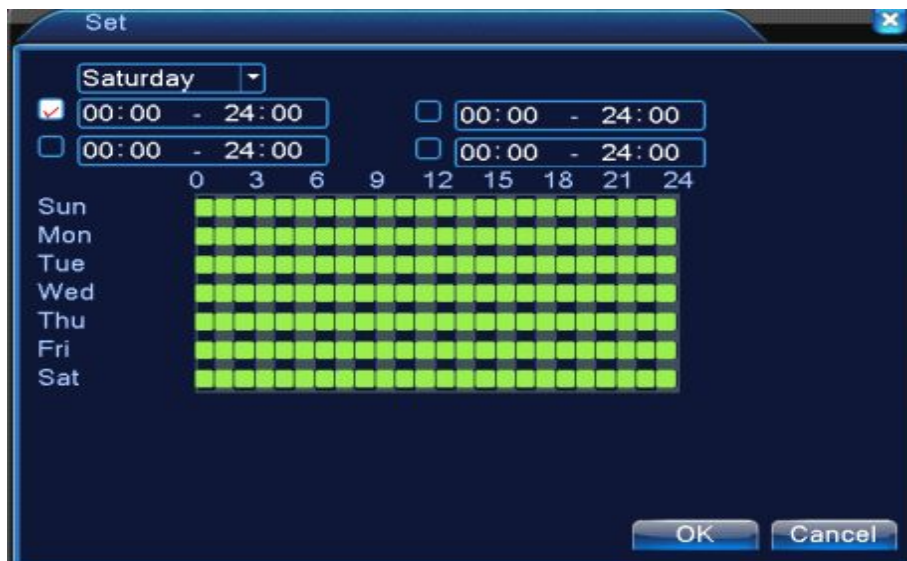 Set
Saturday
00:00 - 24:00 00:00 - 24:00
00:00 - 24:00 00:00 - 24:00
0 3 6 9 12 15 18 21 24
Sun
Mon
Tue
Wed
Thu
Fri
Sat
OK Cancel